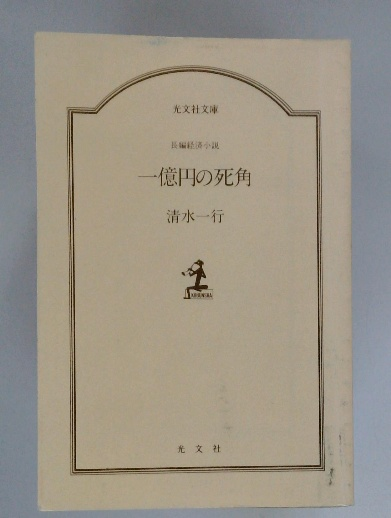 光文社文庫
長編経済小説
一億円の死角
清水一行
KOBUNSHA
光文社